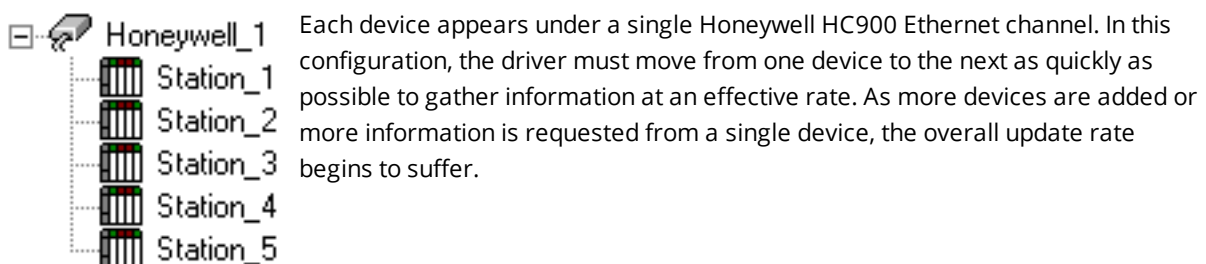 Honeywell_1
Station_1
Station_2
Station_3
Station_4
Station_5
Each device appears under a single Honeywell HC900 Ethernet channel. In this
configuration, the driver must move from one device to the next as quickly as
possible to gather information at an effective rate. As more devices are added or
more information is requested from a single device, the overall update rate
begins to suffer.